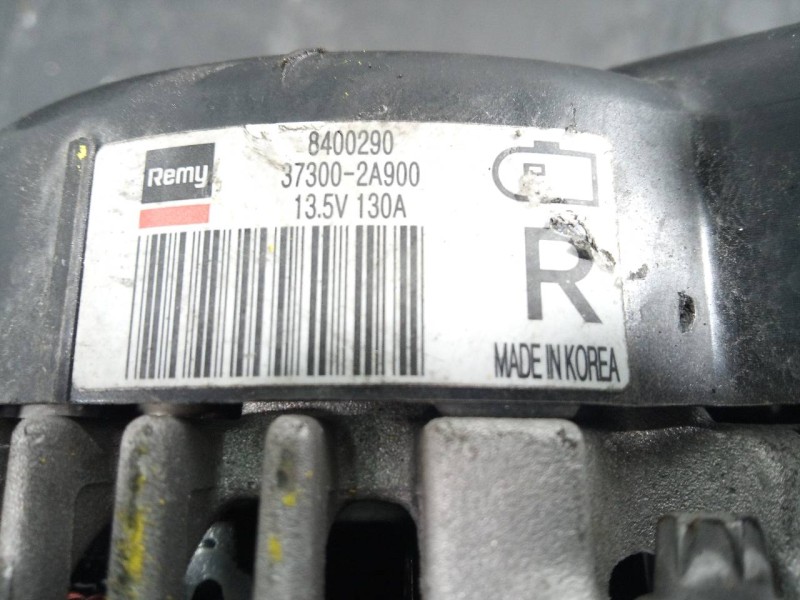 Remy
8400290
37300-2A900
13.5V 130A
R
MADE IN KOREA